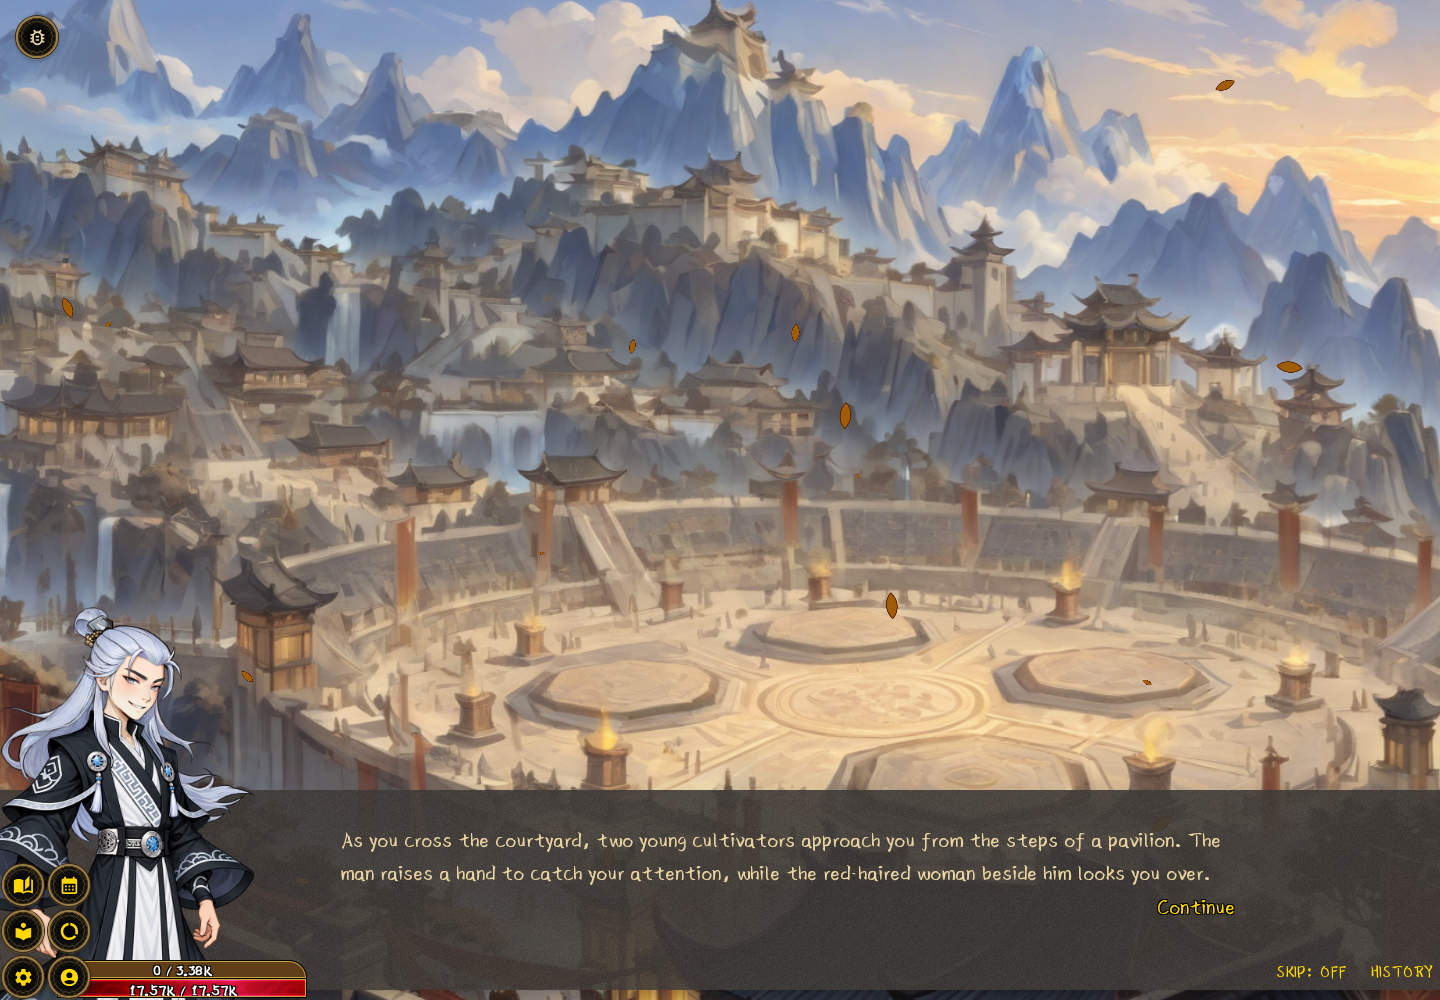 As you cross the courtyard, two young cultivators approach you from the steps of a pavilion. The
man raises a hand to catch your attention, while the red-haired woman beside him looks you over.
Continue
SKIP: OFF HISTORY
0 / 3.38K
17.57K / 17.57K